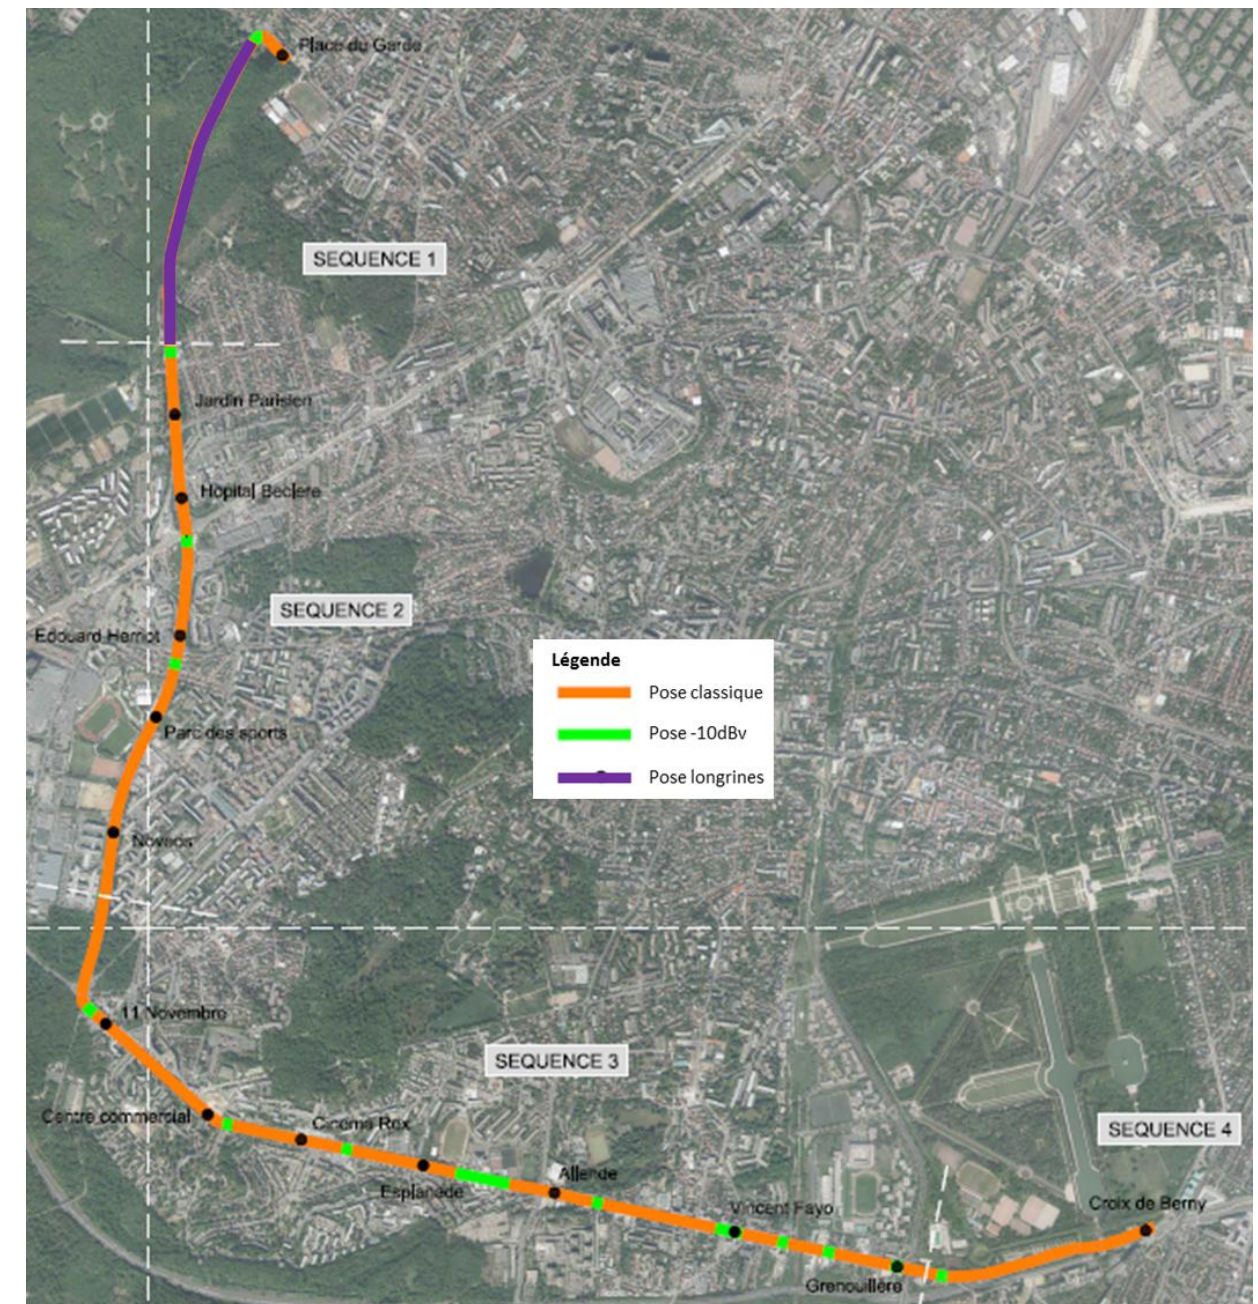 Place du Garde
SEQUENCE 1
Jardin Parisien
Hopital Beclere
SEQUENCE 2
Edouard Herriot
Légende
Pose classique
Parc des sports
Pose -10dBv
Pose longrines
Novaos
11 Novembre
SEQUENCE 3
Centre commercial
Cinéma Rex
SEQUENCE 4
Allende
Esplanade
Croix de Berny
Vincent Fayo
Grenouillère